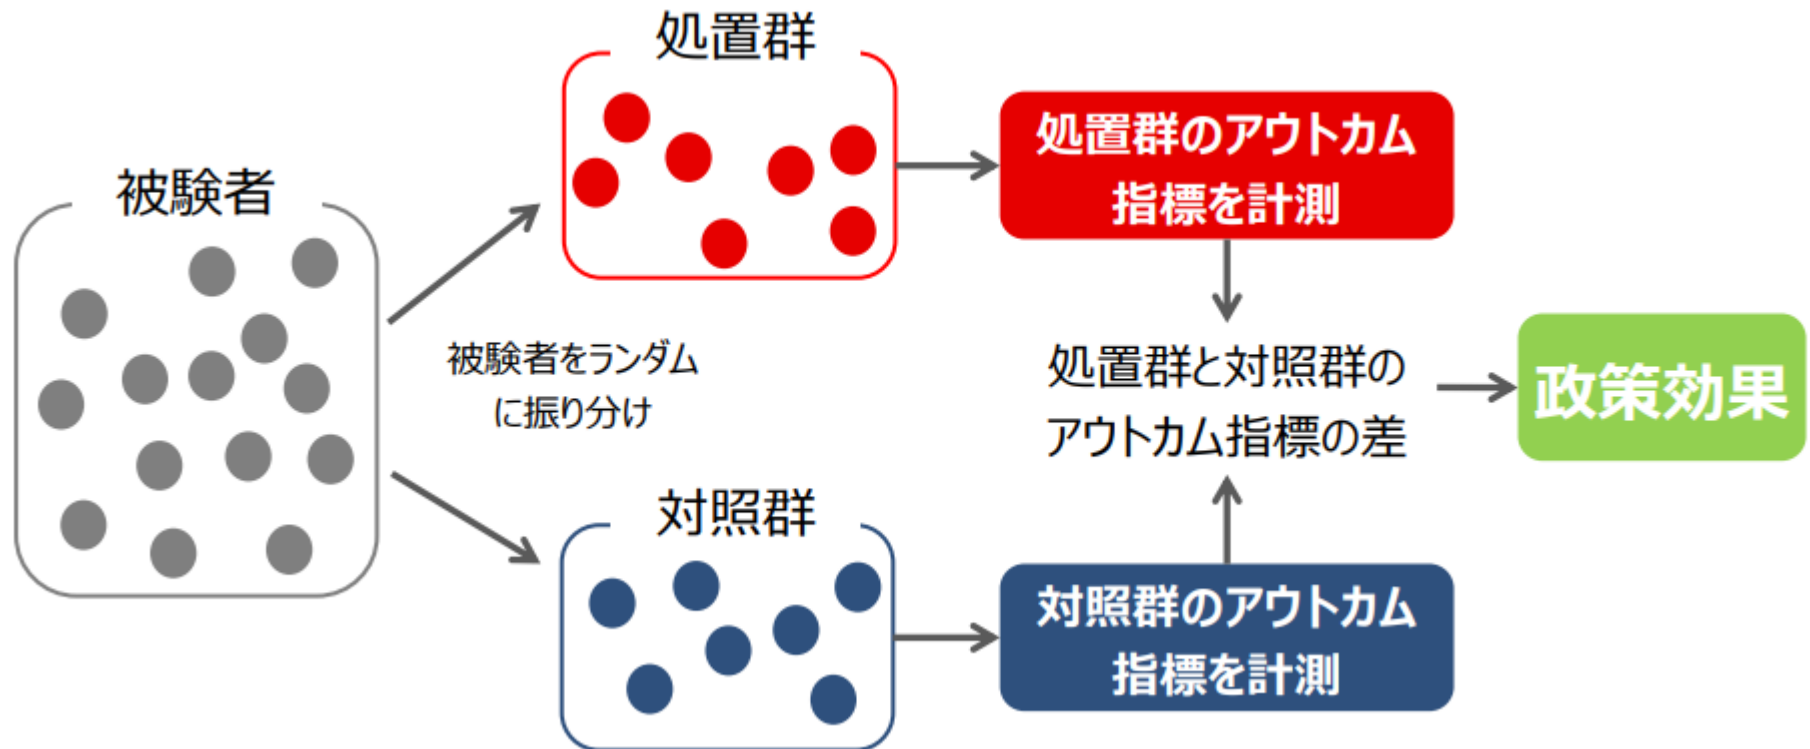 被験者
被験者をランダム
に振り分け
処置群
処置群のアウトカム
指標を計測
対照群
対照群のアウトカム
指標を計測
処置群と対照群の
アウトカム指標の差
政策効果